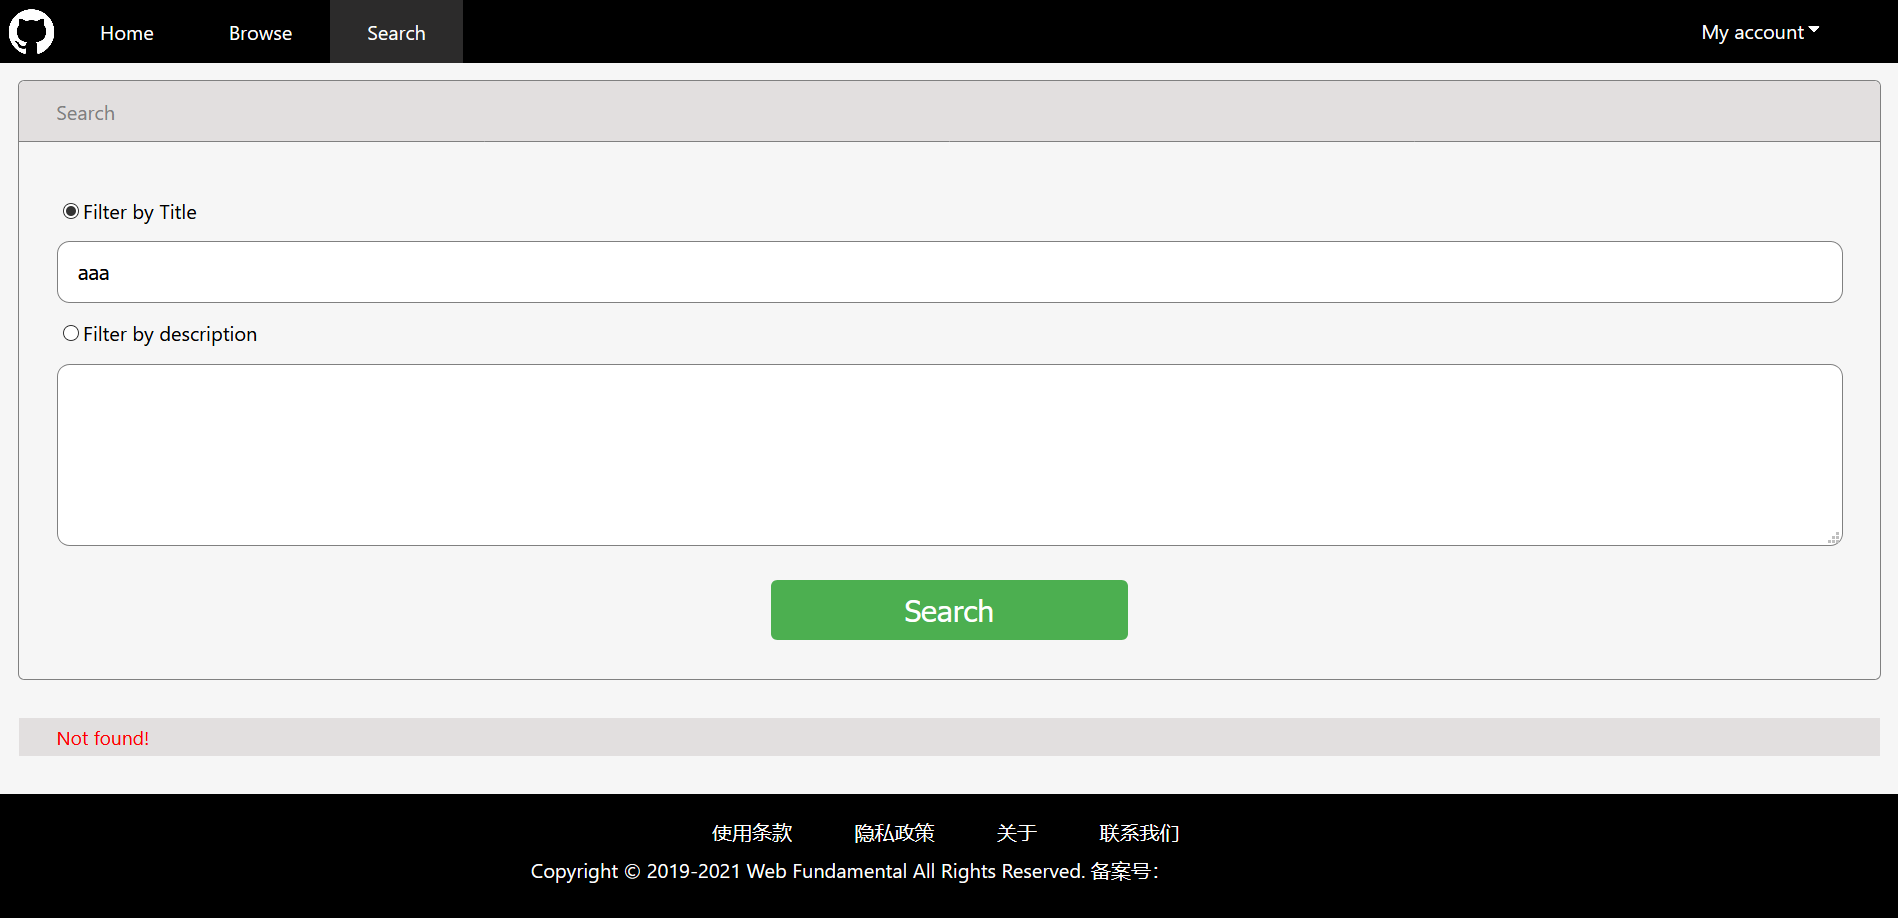 Home Browse Search My account
Search
Filter by Title
aaa
Filter by description
Search
Not found!
使用条款 隐私政策 关于 联系我们
Copyright © 2019-2021 Web Fundamental All Rights Reserved. 备案号：